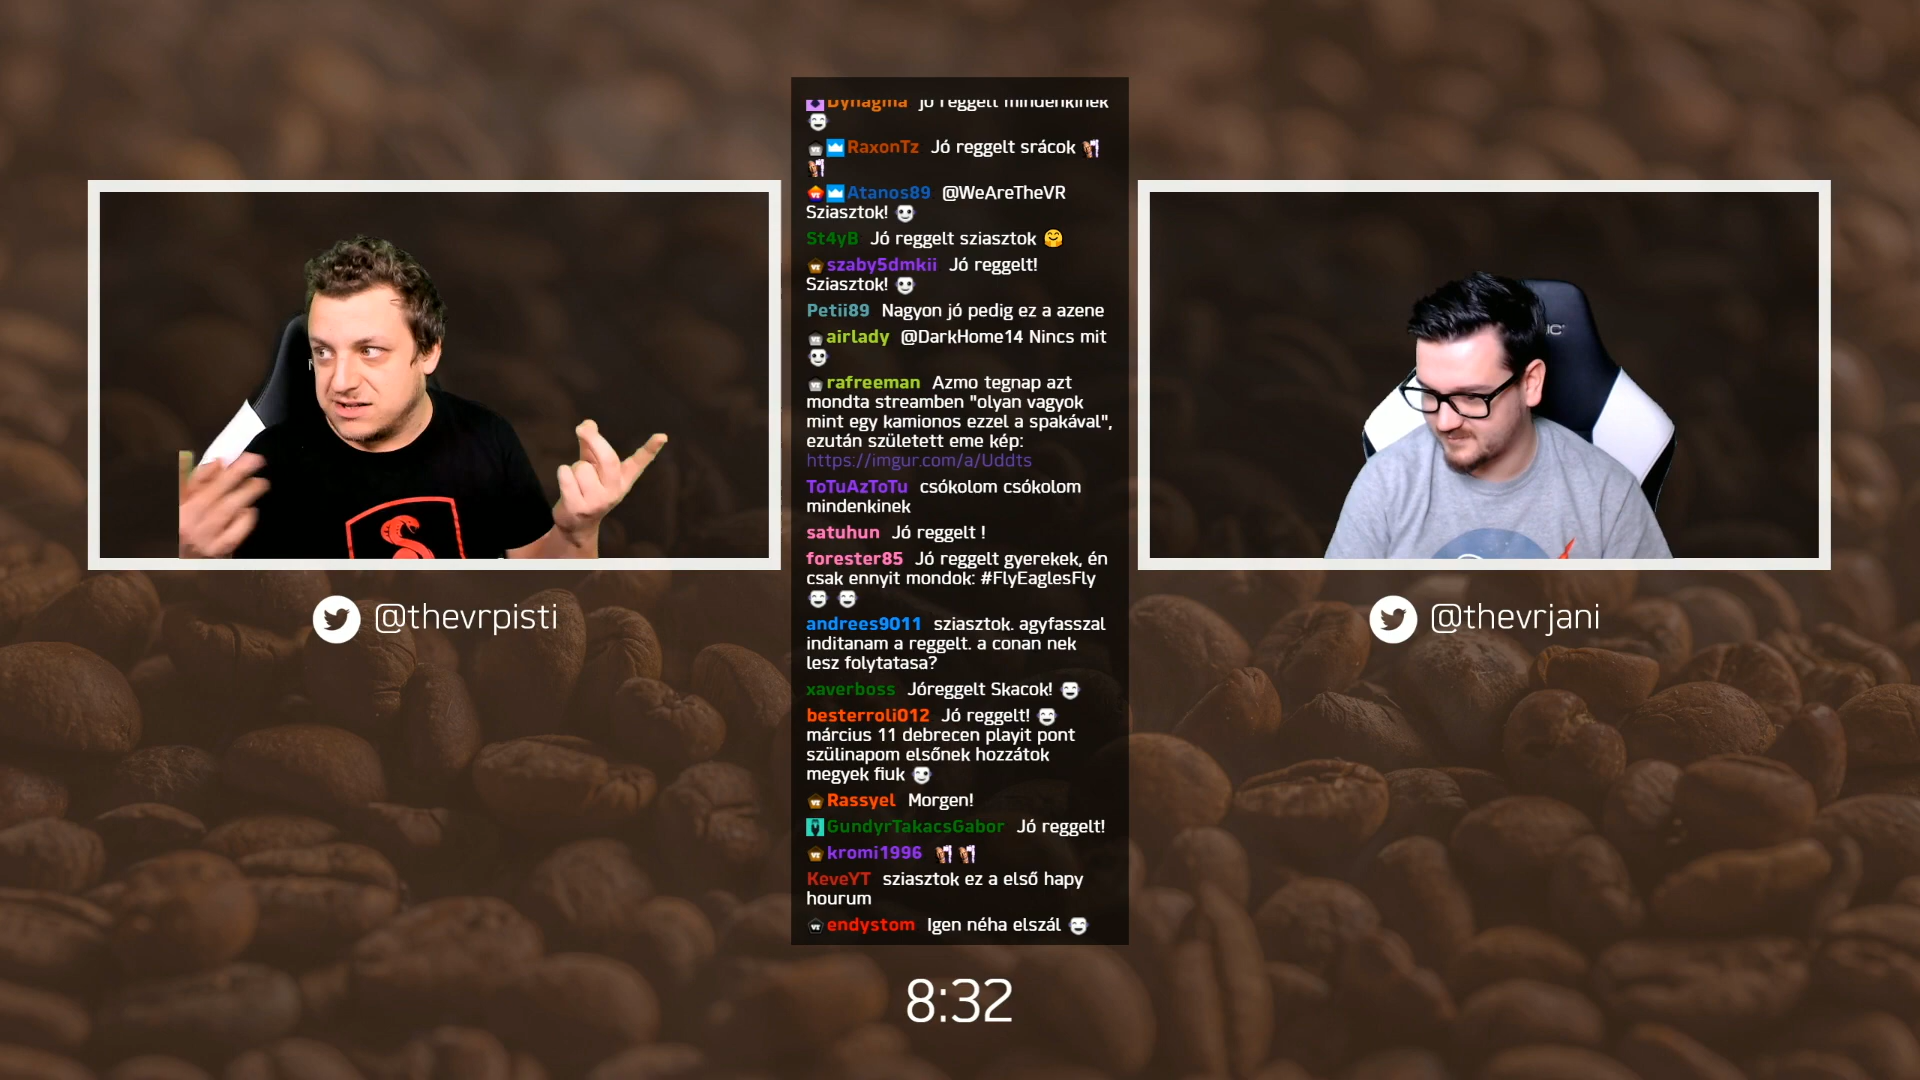 Dynagma jó reggelt mindenkinek
RaxonTz Jó reggelt srácok
Atanos89 @WeAreTheVR
Sziasztok!
St4yB Jó reggelt sziasztok
szaby5dmkii Jó reggelt!
Sziasztok!
Petii89 Nagyon jó pedig ez a azene
airlady @DarkHome14 Nincs mit
rafreeman Azmo tegnap azt
mondta streamben "olyan vagyok
mint egy kamionos ezzel a spakával",
ezután született eme kép:
https://imgur.com/a/Uddts
ToTuAzToTu csókolom csókolom
mindenkinek
satuhun Jó reggelt !
forester85 Jó reggelt gyerekek, én
csak ennyit mondok: #FlyEaglesFly
andrees9011 sziasztok. agyfasszal
inditanam a reggelt. a conan nek
lesz folytatasa?
xaverboss Jóreggelt Skacok!
besterroli012 Jó reggelt!
március 11 debrecen playit pont
szülinapom elsőnek hozzátok
megyek fiuk
Rassyel Morgen!
GundyrTakacsGabor Jó reggelt!
kromi1996
KeveYT sziasztok ez a első hapy
hourum
endystom Igen néha elszál
@thevrpisti
@thevrjani
8:32